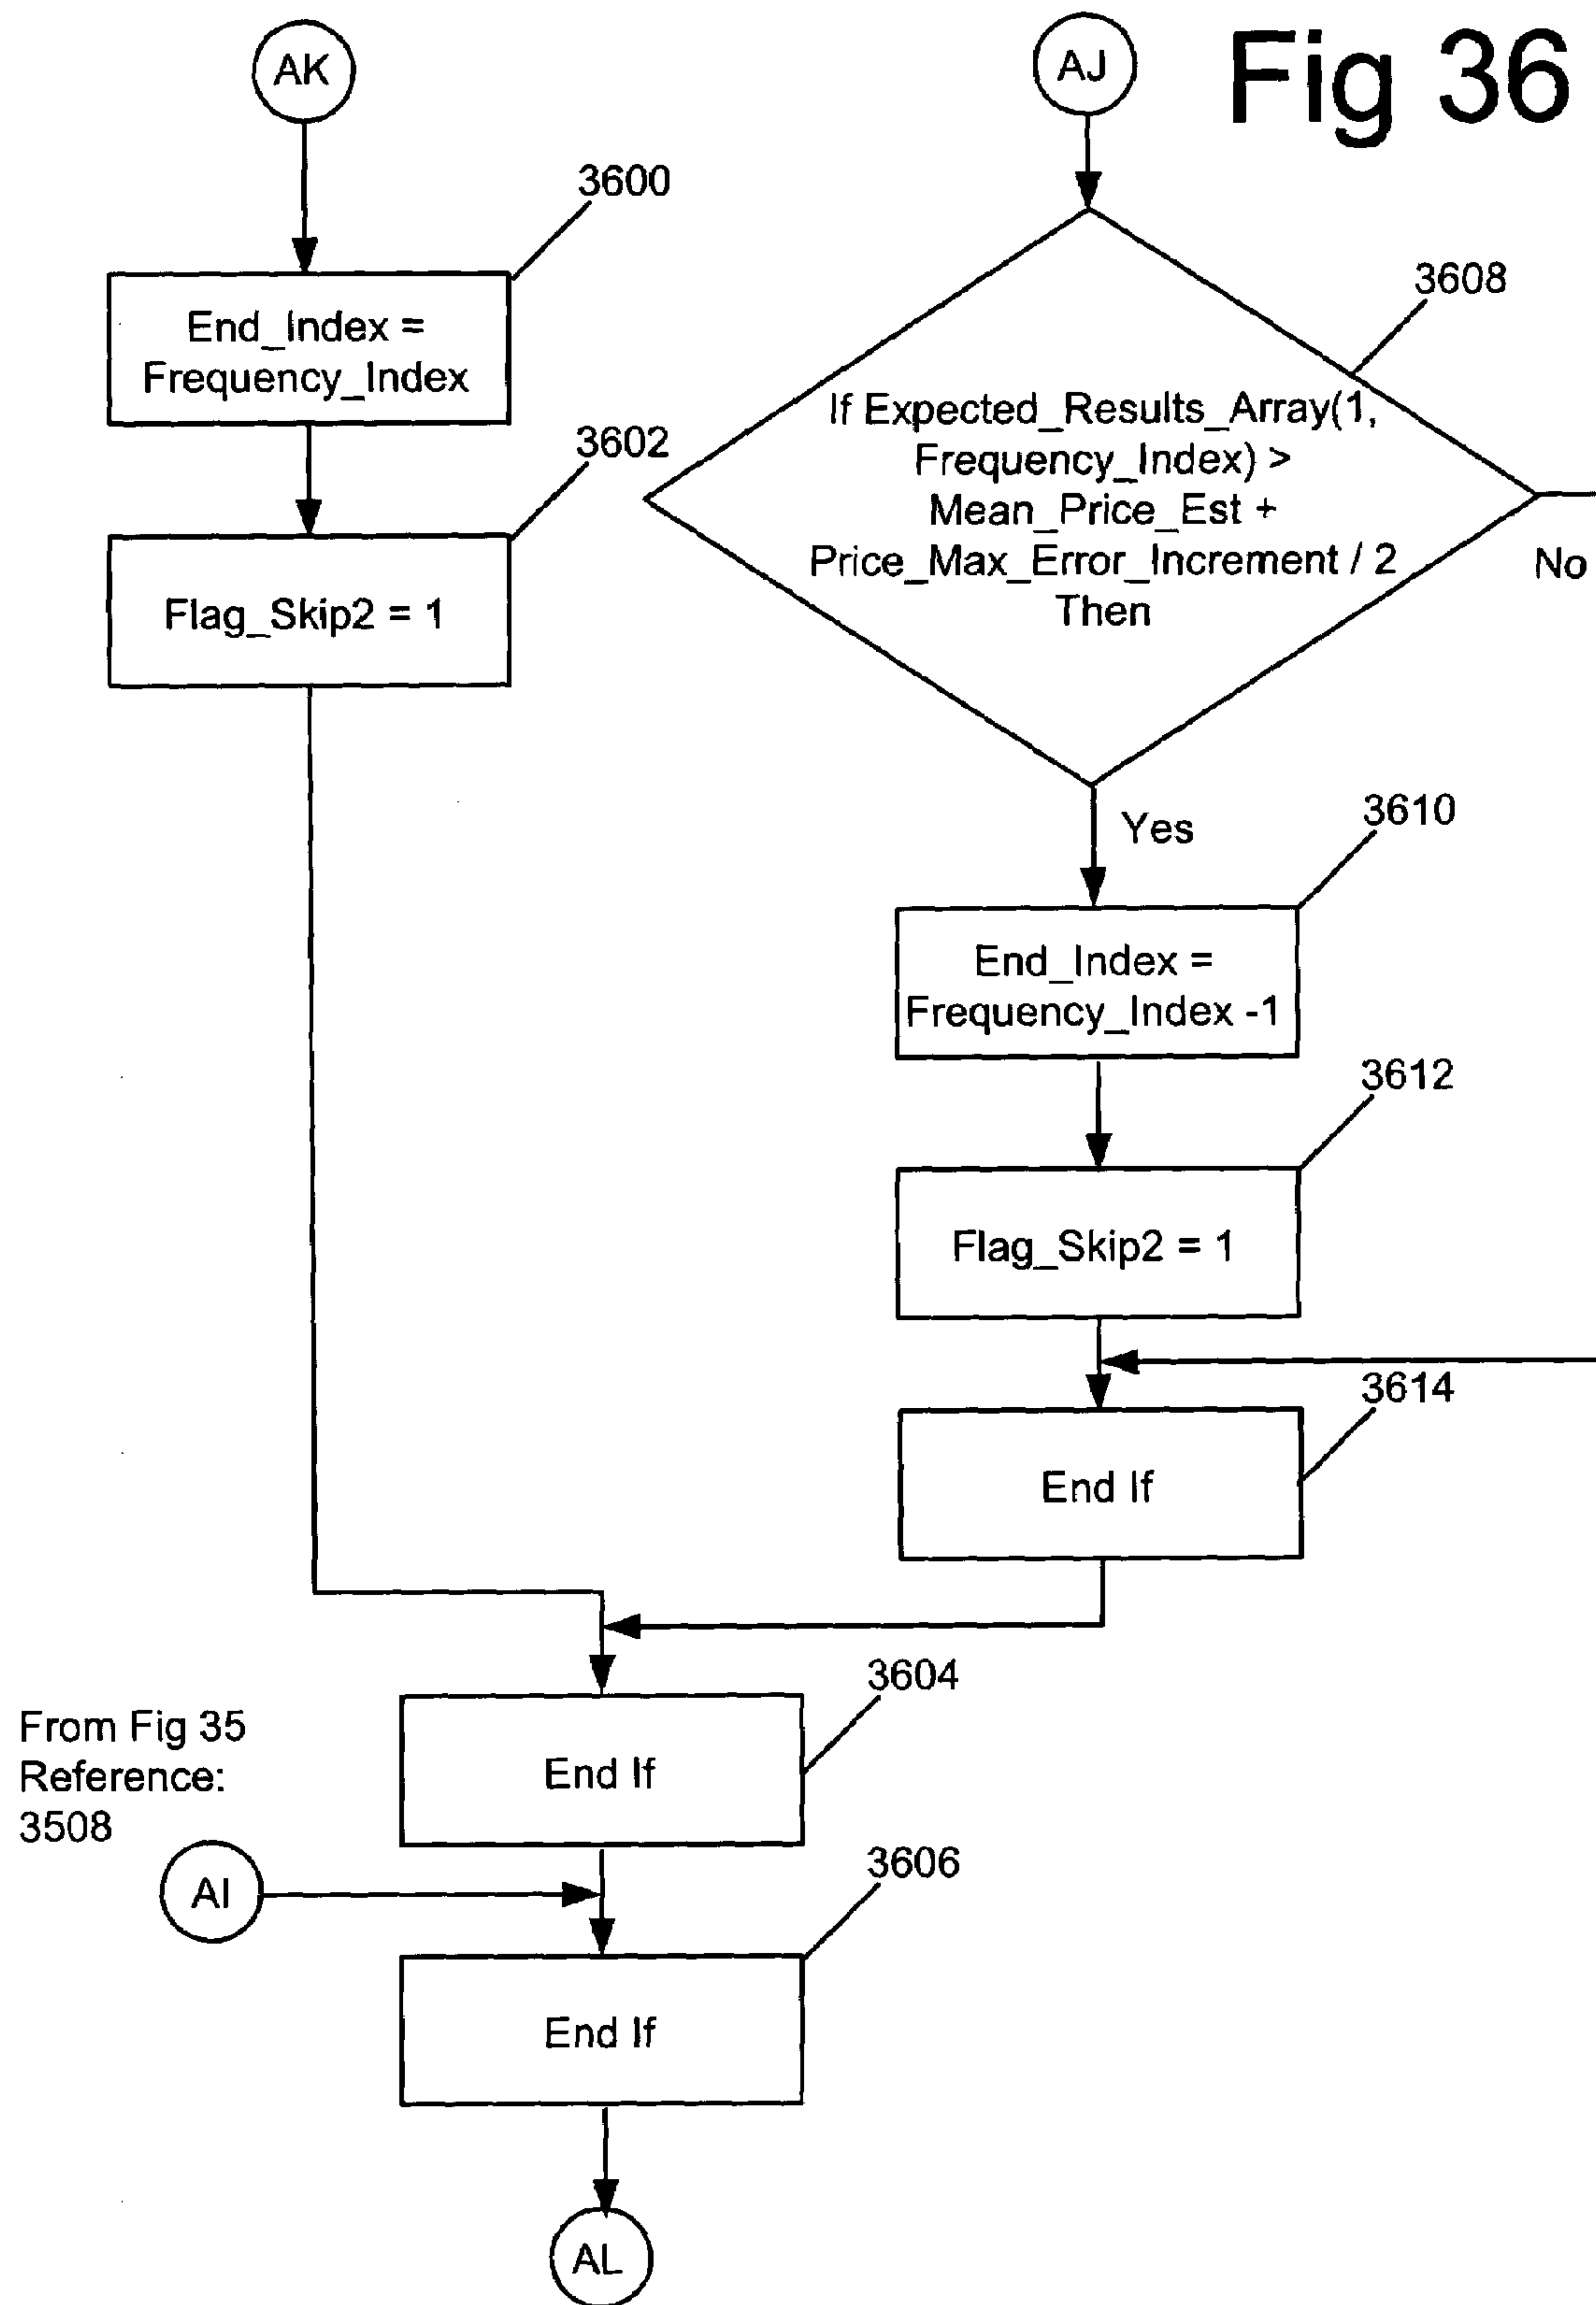 AK
AJ
Fig 36
3600
End_Index =
Frequency_Index
3602
Flag_Skip2 = 1
3608
If Expected_Results_Array(1,
Frequency_Index) >
Mean_Price_Est +
Price_Max_Error_Increment / 2
Then
No
Yes
3610
End_Index =
Frequency_Index -1
3612
Flag_Skip2 = 1
3614
End If
3604
End If
From Fig 35
Reference:
3508
AI
3606
End If
AL